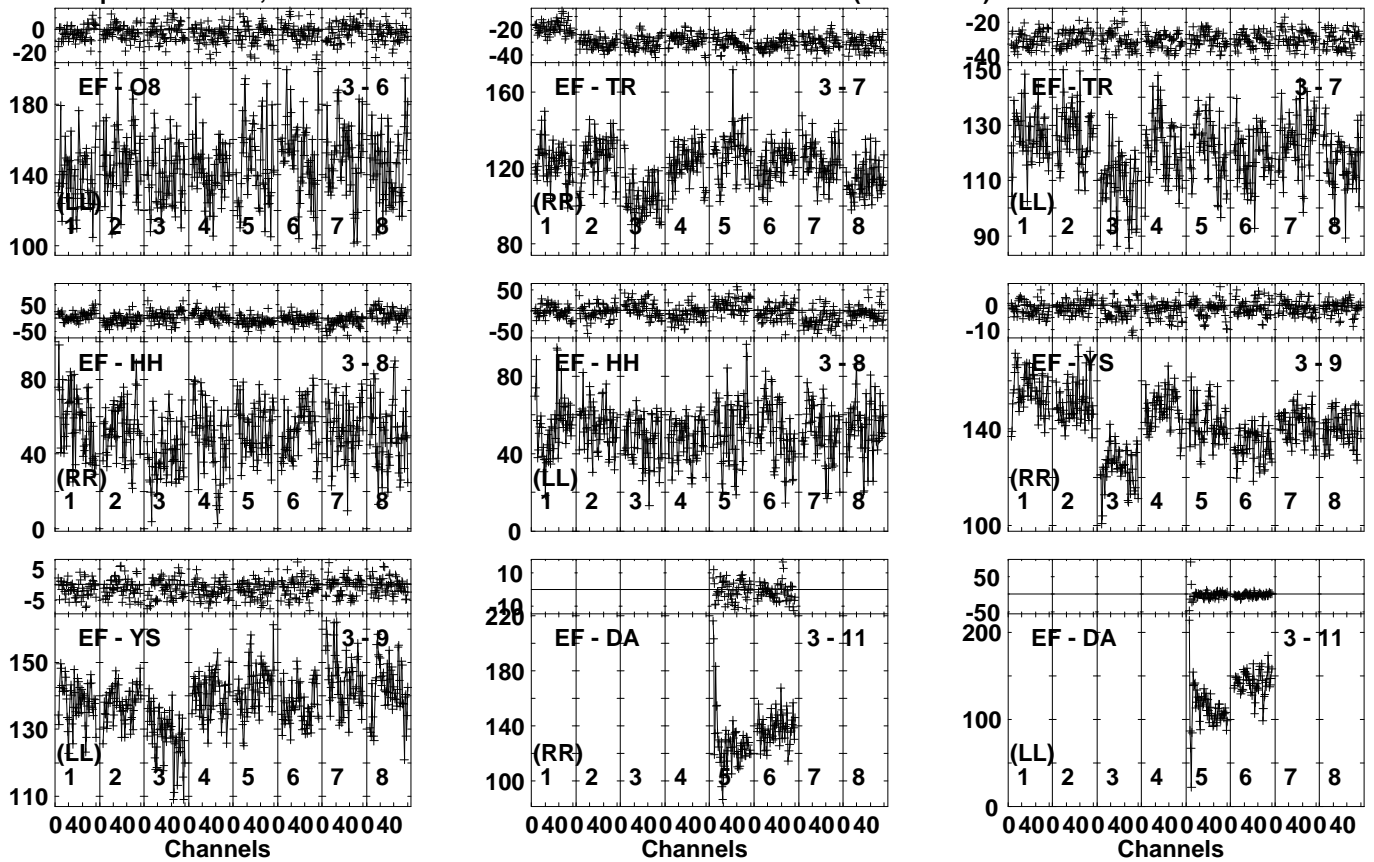 0 -20 -20 -40 -20 -40
EF - O8 3 - 6 EF - TR 3 - 7 EF - TR 3 - 7
180 140 100 160 120 80 150 130 110 90
(LL) (RR) (LL)
1 2 3 4 5 6 7 8 1 2 3 4 5 6 7 8 1 2 3 4 5 6 7 8
50 -50 50 -50 0 -10
EF - HH 3 - 8 EF - HH 3 - 8 EF - YS 3 - 9
80 40 0 80 40 0 140 100
(RR) (LL) (RR)
1 2 3 4 5 6 7 8 1 2 3 4 5 6 7 8 1 2 3 4 5 6 7 8
5 -5 10 -10 50 -50
EF - YS 3 - 9 EF - DA 3 - 11 EF - DA 3 - 11
150 130 110 220 180 140 100 200 100 0
(LL) (RR) (LL)
1 2 3 4 5 6 7 8 1 2 3 4 5 6 7 8 1 2 3 4 5 6 7 8
0 40 0 40 0 40 0 40 0 40 0 40 0 40 0 40 0 40 0 40 0 40 0 40 0 40 0 40 0 40 0 40 0 40 0 40 0 40 0 40 0 40 0 40 0 40 0 40
Channels Channels Channels